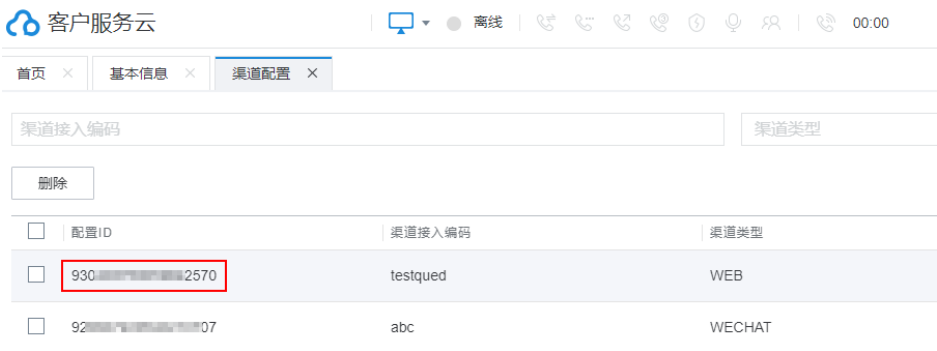 客户服务云
离线 00:00
首页 基本信息 渠道配置
渠道接入编码 渠道类型
删除
配置ID 渠道接入编码 渠道类型
930 2570 testqued WEB
92 07 abc WECHAT